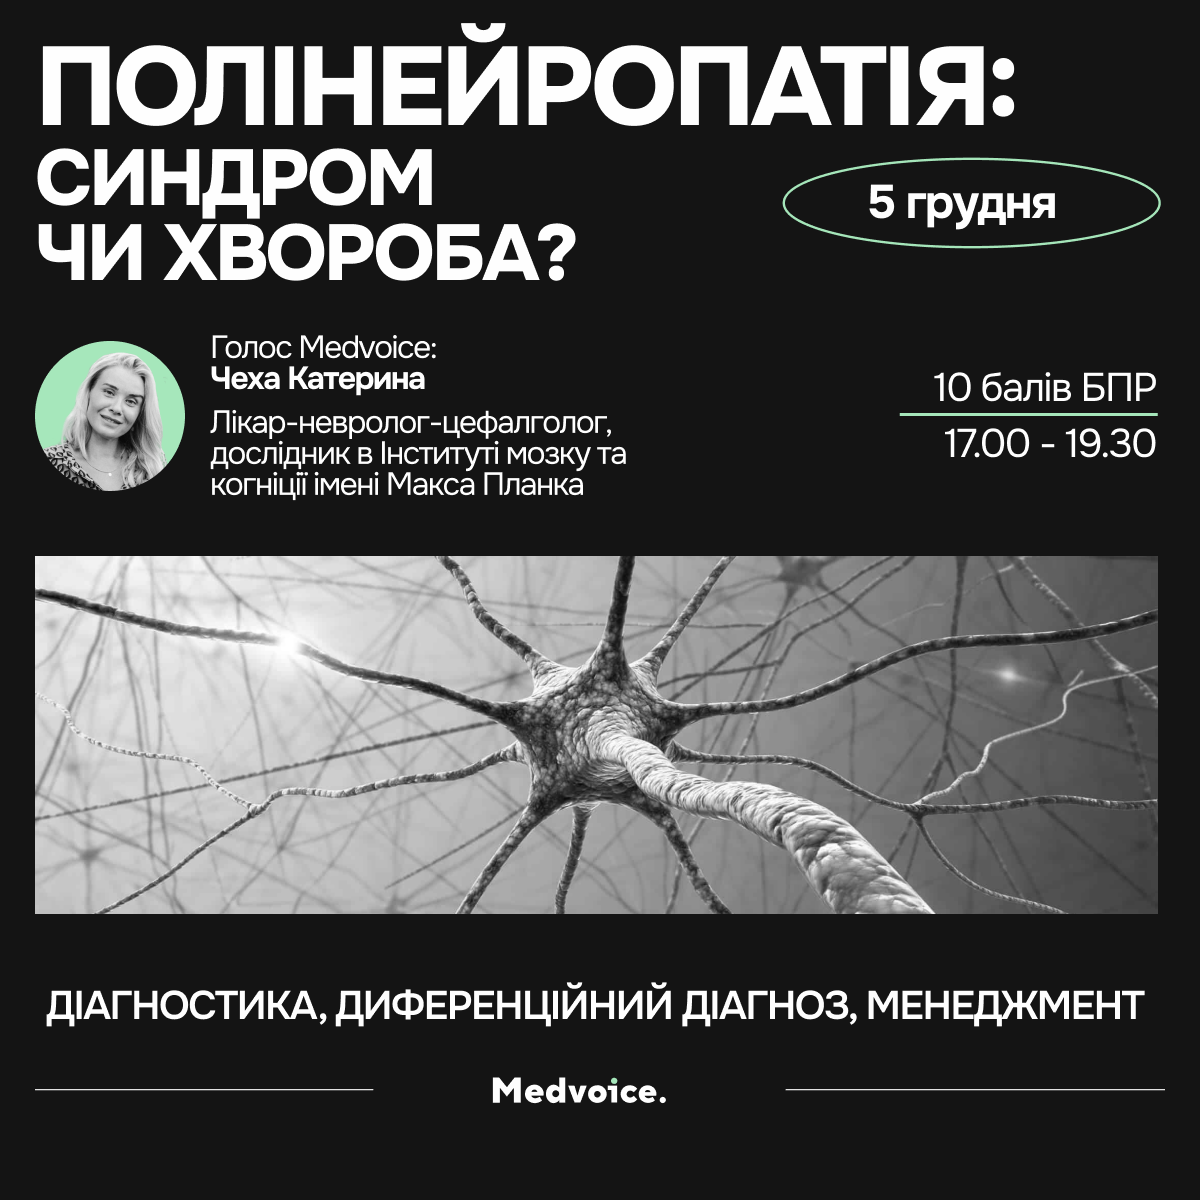 ПОЛІНЕЙРОПАТІЯ:
СИНДРОМ
ЧИ ХВОРОБА?
5 грудня
Голос Medvoice:
Чеха Катерина
Лікар-невролог-цефалголог,
дослідник в Інституті мозку та
когніції імені Макса Планка
10 балів БПР
17.00 - 19.30
ДІАГНОСТИКА, ДИФЕРЕНЦІЙНИЙ ДІАГНОЗ, МЕНЕДЖМЕНТ
Medvoice.